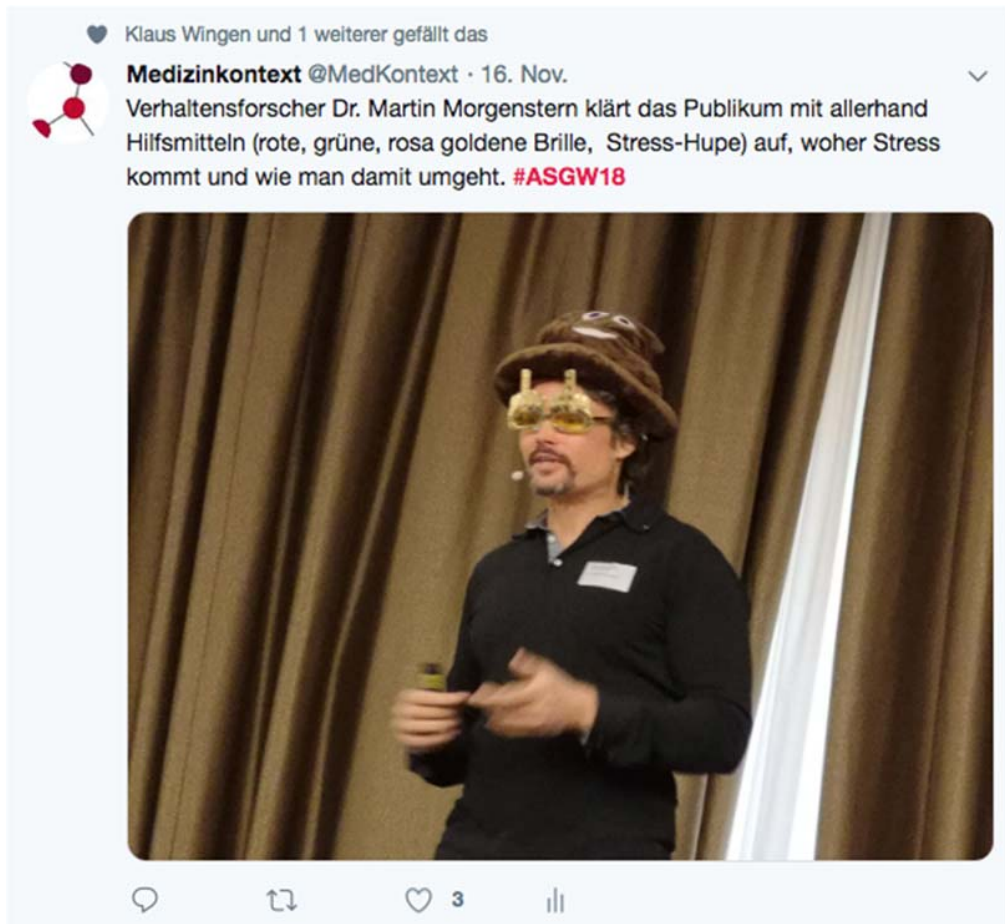 Klaus Wingen und 1 weiterer gefällt das
Medizinkontext @MedKontext · 16. Nov.
Verhaltensforscher Dr. Martin Morgenstern klärt das Publikum mit allerhand
Hilfsmitteln (rote, grüne, rosa goldene Brille, Stress-Hupe) auf, woher Stress
kommt und wie man damit umgeht. #ASGW18
3